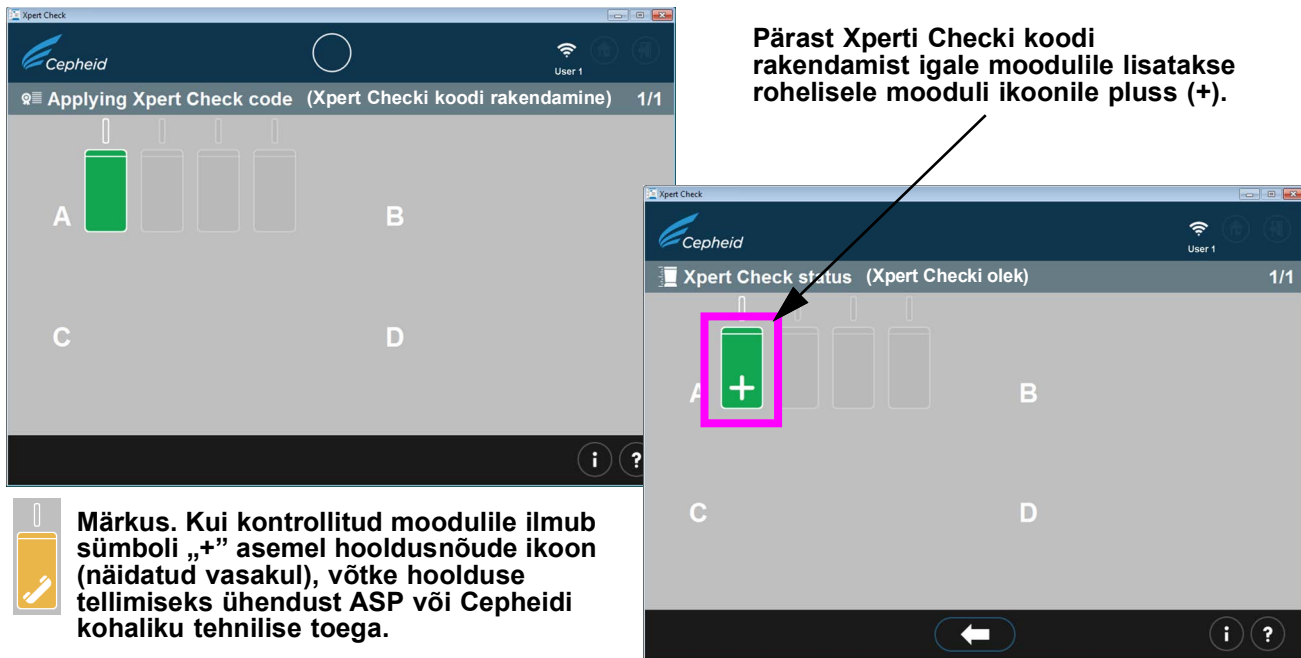 Xpert Check
Cepheid
User 1
Applying Xpert Check code (Xpert Checki koodi rakendamine) 1/1
A
B
C
D
i ?
Pärast Xperti Checki koodi
rakendamist igale moodulile lisatakse
rohelisele mooduli ikoonile pluss (+).
Xpert Check
Cepheid
User 1
Xpert Check status (Xpert Checki olek) 1/1
A
+
B
C
D
i ?
Märkus. Kui kontrollitud moodulile ilmub
sümboli „+” asemel hooldusnõude ikoon
(näidatud vasakul), võtke hoolduse
tellimiseks ühendust ASP või Cepheidi
kohaliku tehnilise toega.